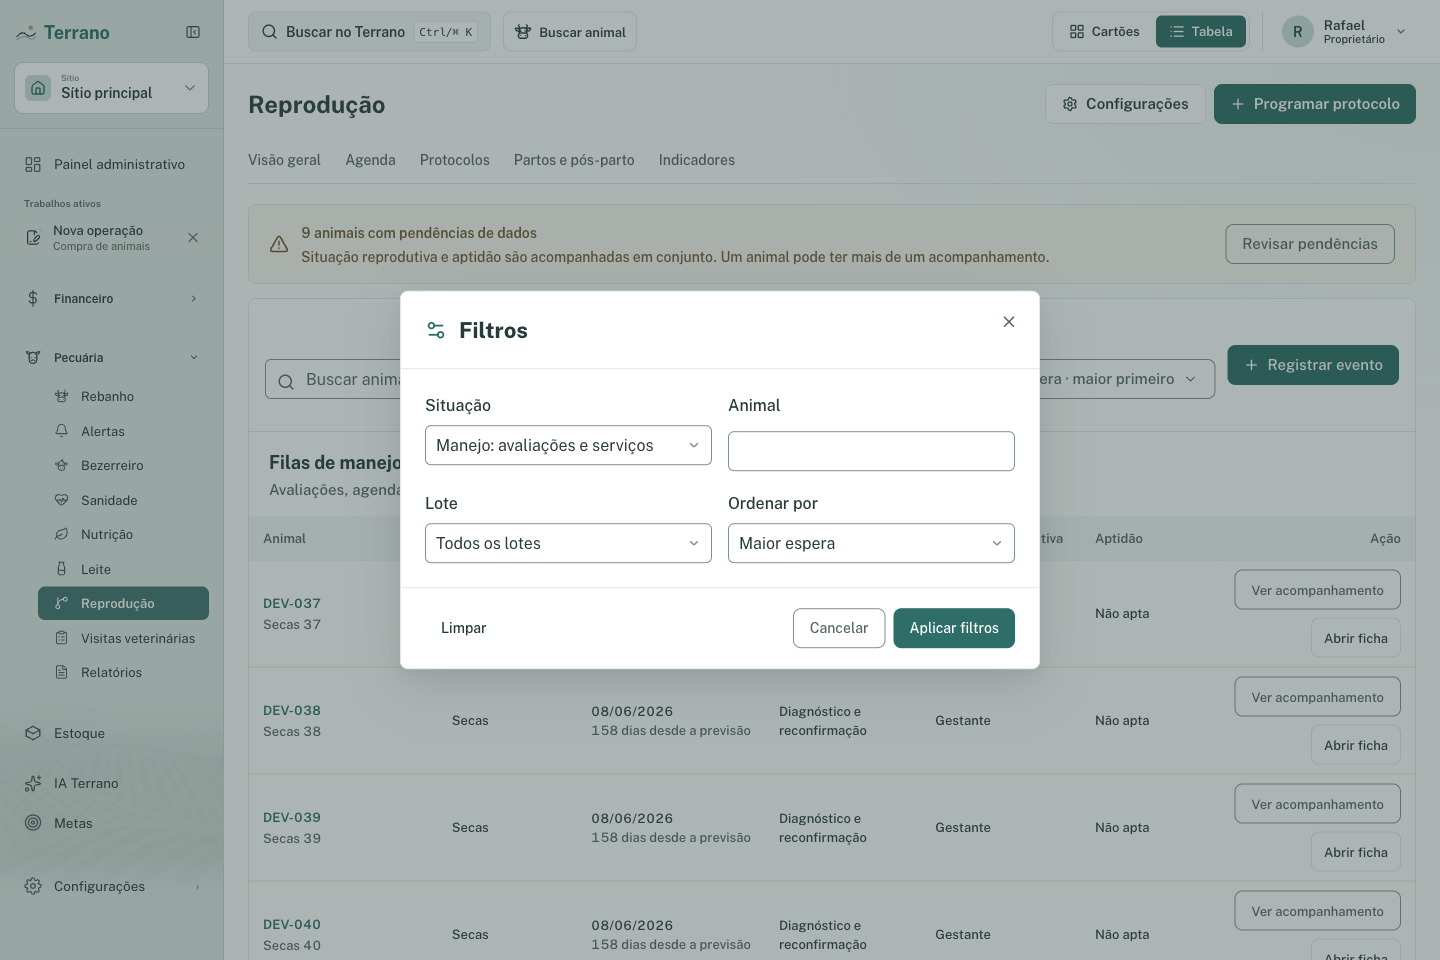 Terrano
Buscar no Terrano
Ctrl/⌘ K
Buscar animal
Cartões
Tabela
R
Rafael
Proprietário
Sítio
Sítio principal
Painel administrativo
Trabalhos ativos
Nova operação
Compra de animais
Financeiro
Pecuária
Rebanho
Alertas
Bezerreiro
Sanidade
Nutrição
Leite
Reprodução
Visitas veterinárias
Relatórios
Estoque
IA Terrano
Metas
Configurações
Reprodução
Configurações
Programar protocolo
Visão geral
Agenda
Protocolos
Partos e pós-parto
Indicadores
9 animais com pendências de dados
Situação reprodutiva e aptidão são acompanhadas em conjunto. Um animal pode ter mais de um acompanhamento.
Revisar pendências
Buscar anima
era · maior primeiro
Registrar evento
Filas de manejo
Avaliações, agenda
Animal
tiva
Aptidão
Ação
DEV-037
Secas 37
Não apta
Ver acompanhamento
Abrir ficha
DEV-038
Secas 38
Secas
08/06/2026
158 dias desde a previsão
Diagnóstico e
reconfirmação
Gestante
Não apta
Ver acompanhamento
Abrir ficha
DEV-039
Secas 39
Secas
08/06/2026
158 dias desde a previsão
Diagnóstico e
reconfirmação
Gestante
Não apta
Ver acompanhamento
Abrir ficha
DEV-040
Secas 40
Secas
08/06/2026
158 dias desde a previsão
Diagnóstico e
reconfirmação
Gestante
Não apta
Ver acompanhamento
Abrir ficha
Filtros
Situação
Manejo: avaliações e serviços
Animal
Lote
Todos os lotes
Ordenar por
Maior espera
Limpar
Cancelar
Aplicar filtros